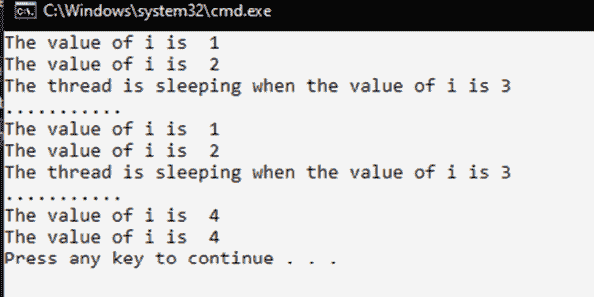 C:\Windows\system32\cmd.exe
The value of i is  1
The value of i is  2
The thread is sleeping when the value of i is 3
...........
The value of i is  1
The value of i is  2
The thread is sleeping when the value of i is 3
...........
The value of i is  4
The value of i is  4
Press any key to continue . . .